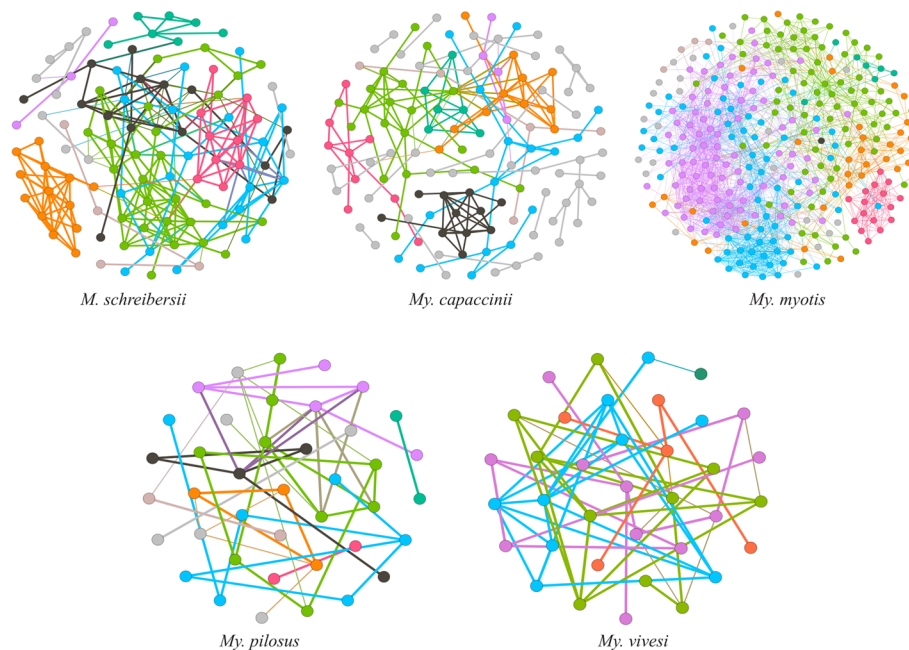 M. schreibersii
My. capaccinii
My. myotis
My. pilosus
My. vivesi